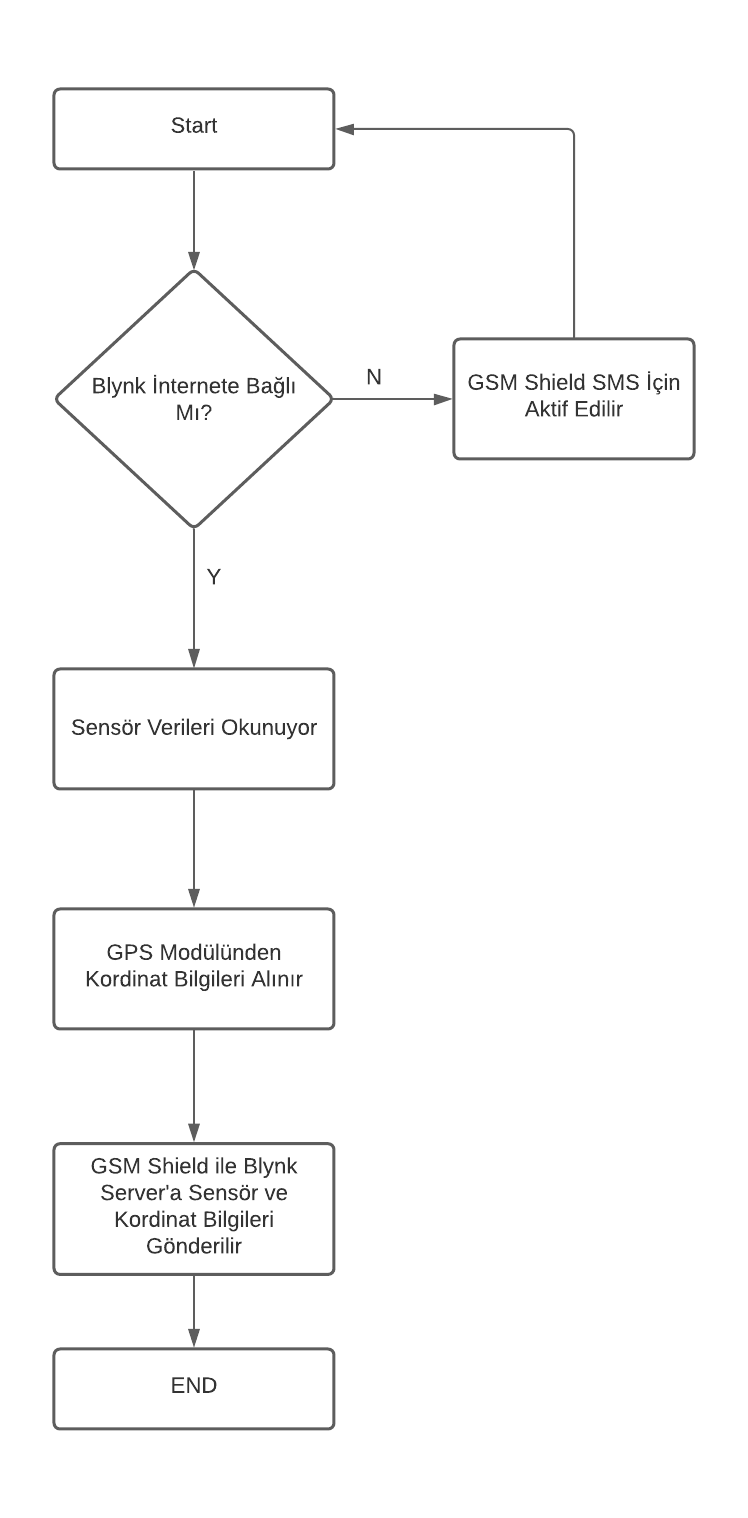 Start
Blynk İnternete Bağlı
Mı?
N
GSM Shield SMS İçin
Aktif Edilir
Y
Sensör Verileri Okunuyor
GPS Modülünden
Kordinat Bilgileri Alınır
GSM Shield ile Blynk
Server'a Sensör ve
Kordinat Bilgileri
Gönderilir
END